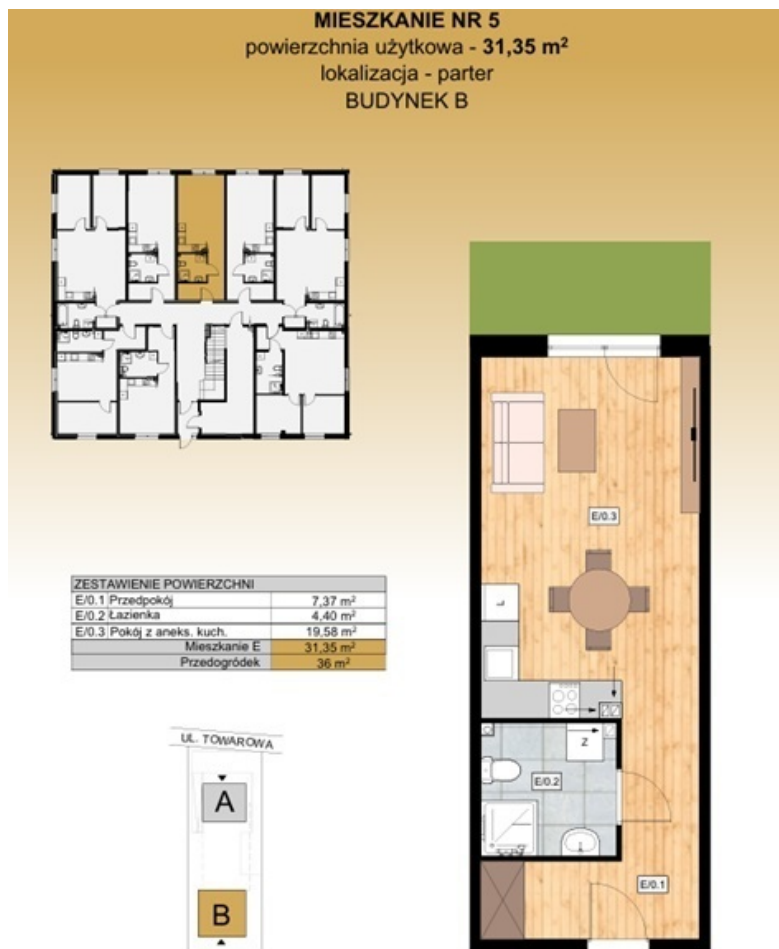 MIESZKANIE NR 5
powierzchnia użytkowa - 31,35 m²
lokalizacja - parter
BUDYNEK B
ZESTAWIENIE POWIERZCHNI
E/0.1 Przedpokój 7,37 m²
E/0.2 Łazienka 4,40 m²
E/0.3 Pokój z aneks. kuch. 19,58 m²
Mieszkanie E 31,35 m²
Przedogródek 36 m²
UL. TOWAROWA
A
B
E/0.3
L
Z
E/0.2
E/0.1